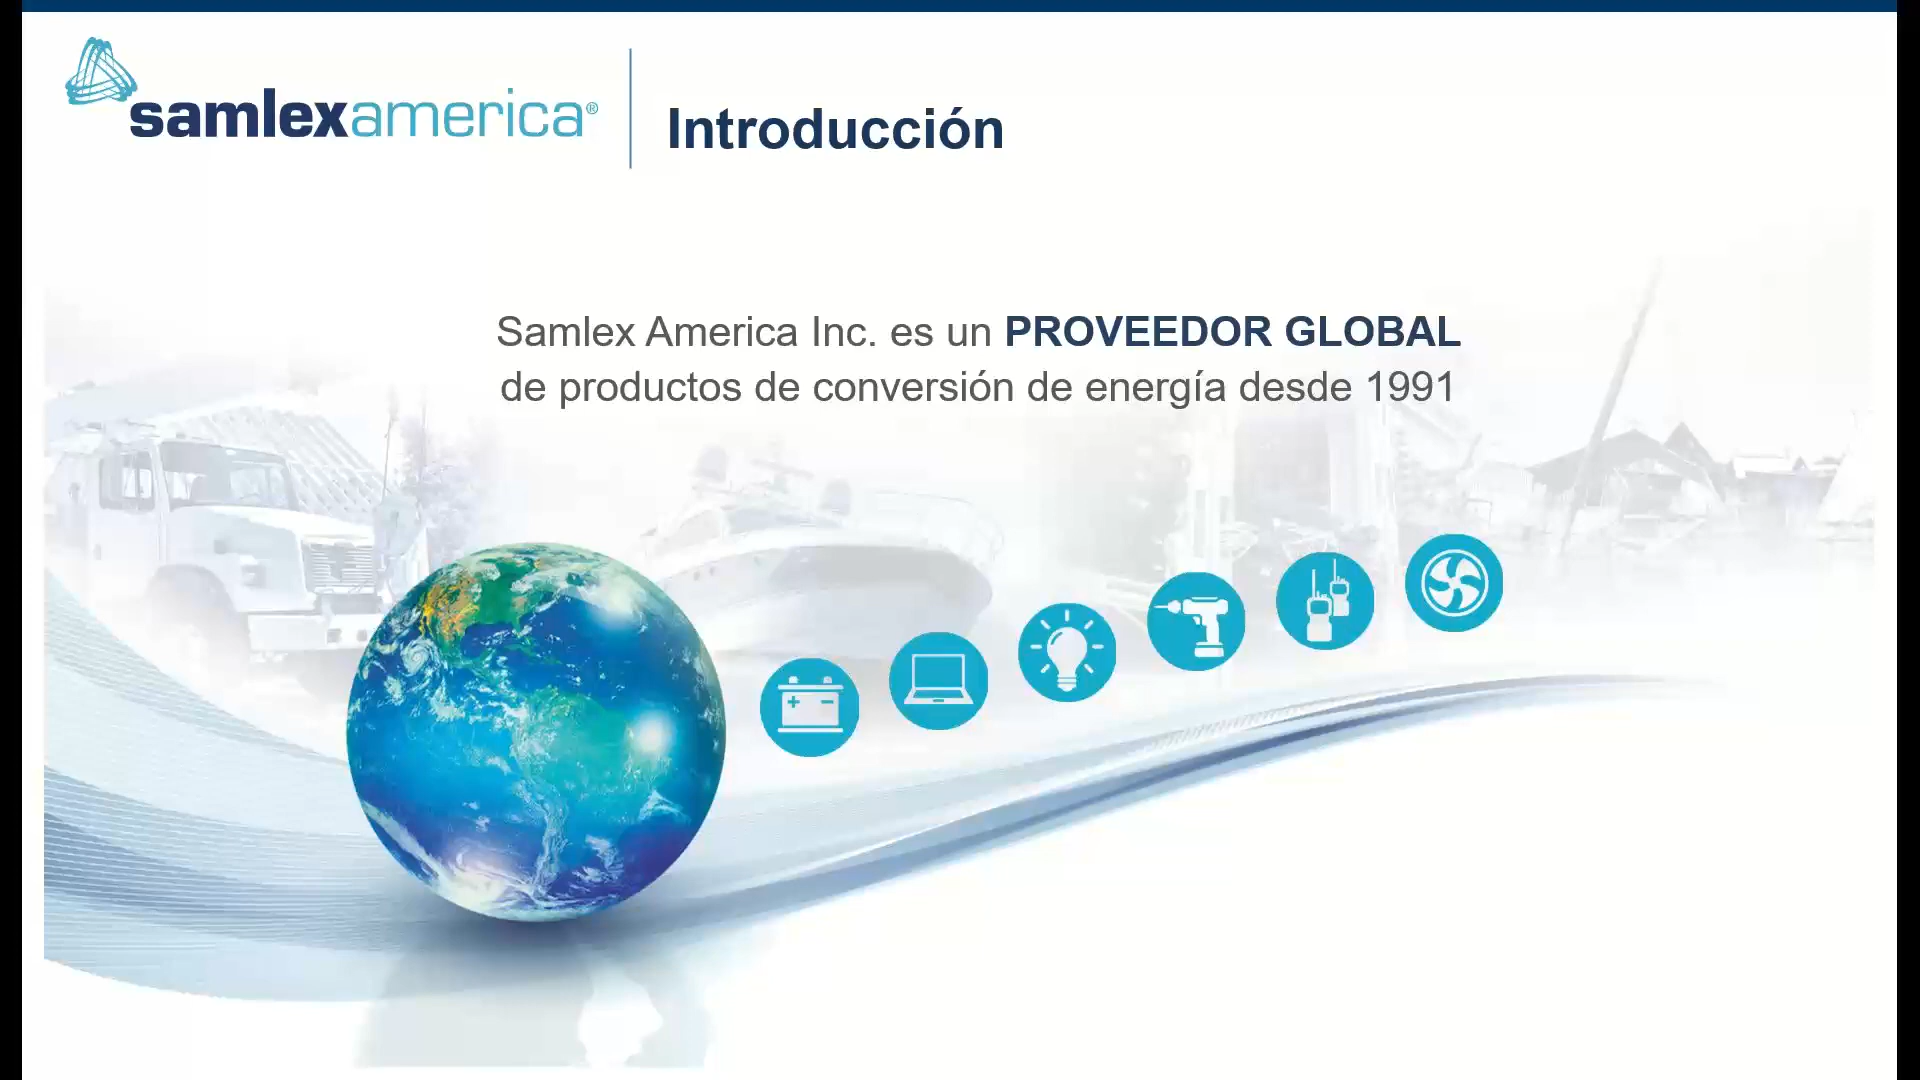 samlexamerica®
Introducción
Samlex America Inc. es un PROVEEDOR GLOBAL
de productos de conversión de energía desde 1991